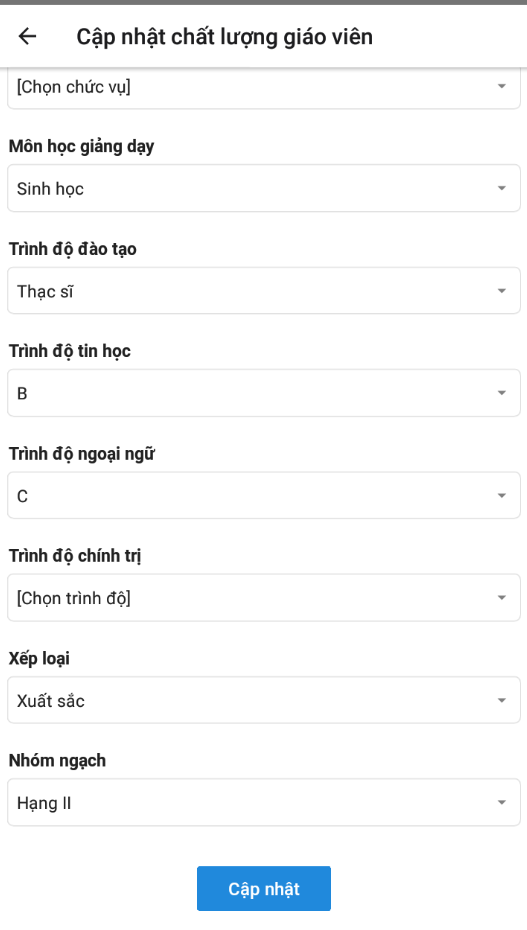 Cập nhật chất lượng giáo viên
[Chọn chức vụ]
Môn học giảng dạy
Sinh học
Trình độ đào tạo
Thạc sĩ
Trình độ tin học
B
Trình độ ngoại ngữ
C
Trình độ chính trị
[Chọn trình độ]
Xếp loại
Xuất sắc
Nhóm ngạch
Hạng II
Cập nhật